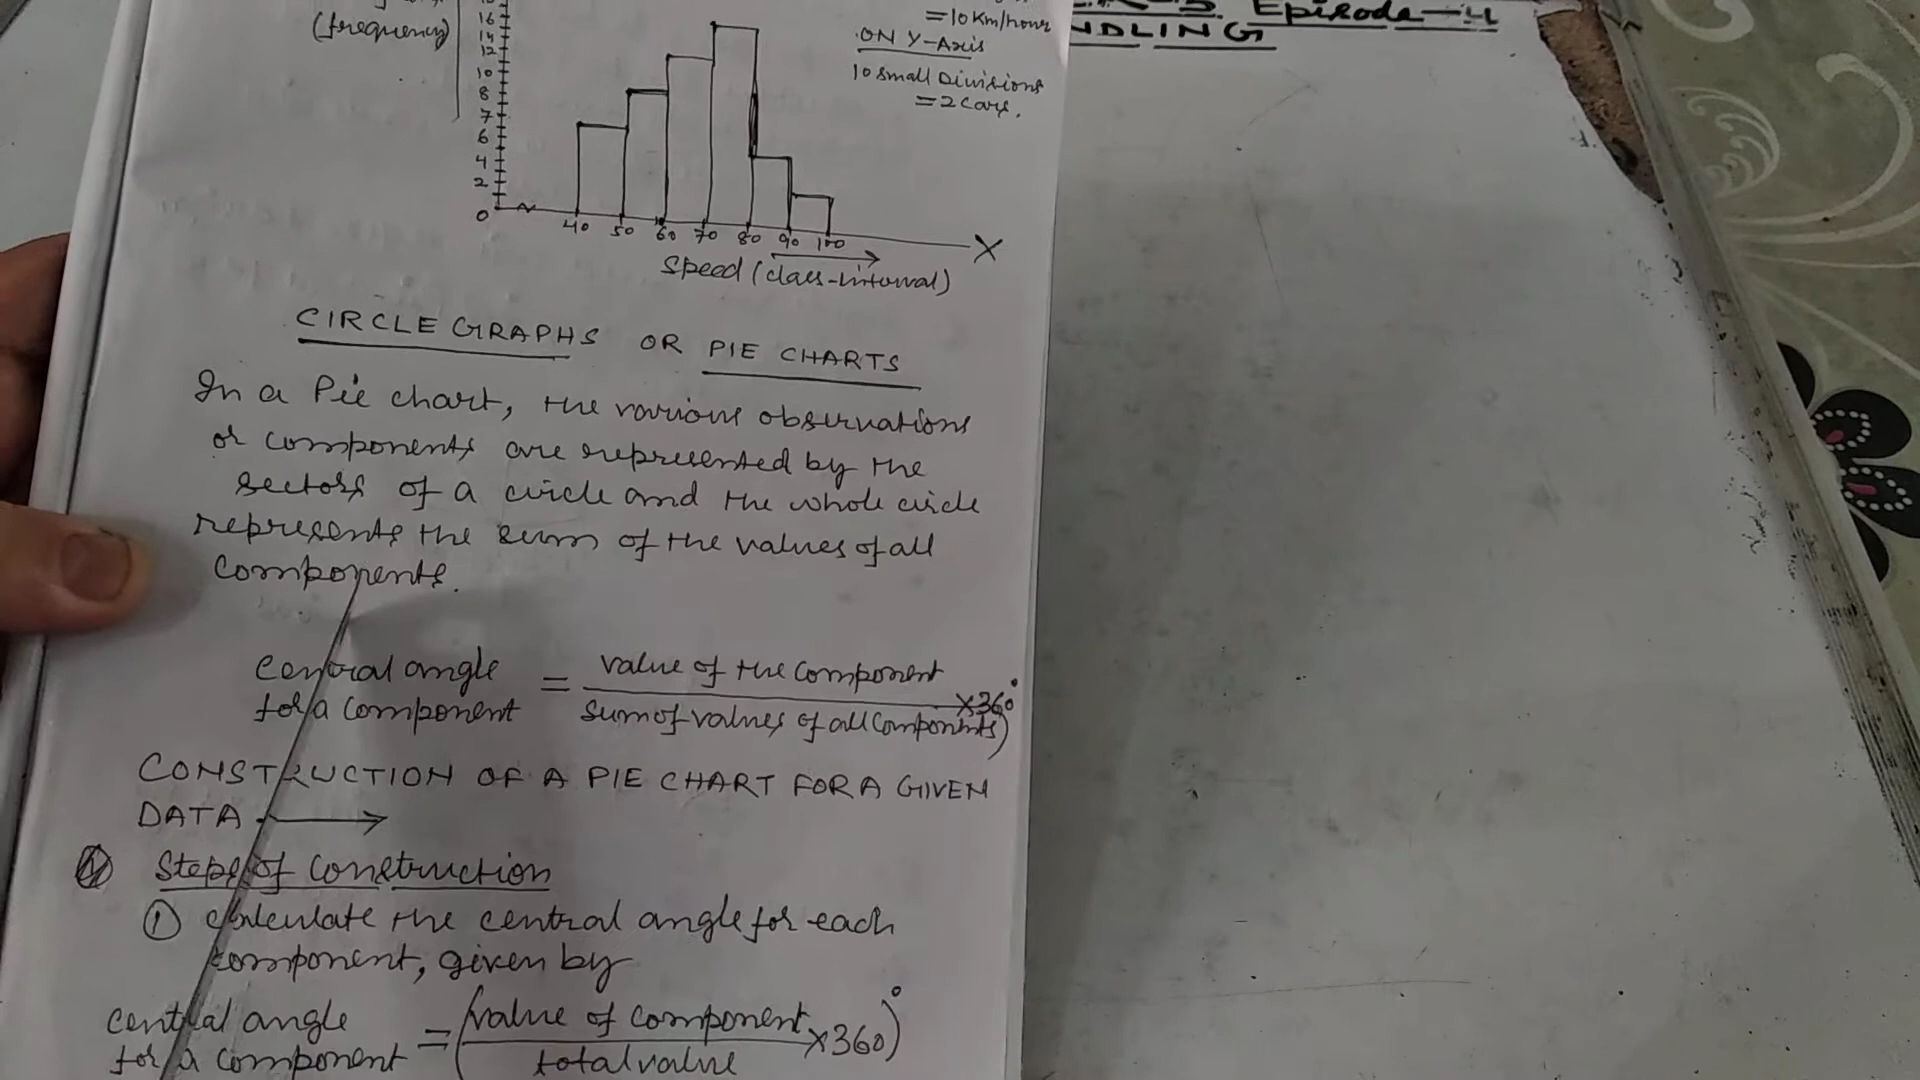 Episode-4
NDLING
(frequency)
16
14
12
10
8
7
6
4
2
0
40 50 60 70 80 90 100
X
speed (class-interval)
=10 Km/hour
ON Y-Axis
10 small Divisions
=2 cars.
CIRCLE GRAPHS OR PIE CHARTS
In a Pie chart, the various observations
or components are represented by the
sectors of a circle and the whole circle
represents the sum of the values of all
components.
central angle
for a component = value of the component
sum of values of all components) ×360°
CONSTRUCTION OF A PIE CHART FOR A GIVEN
DATA
Steps of construction
① calculate the central angle for each
component, given by
central angle
for a component = (value of component
total value ×360)°